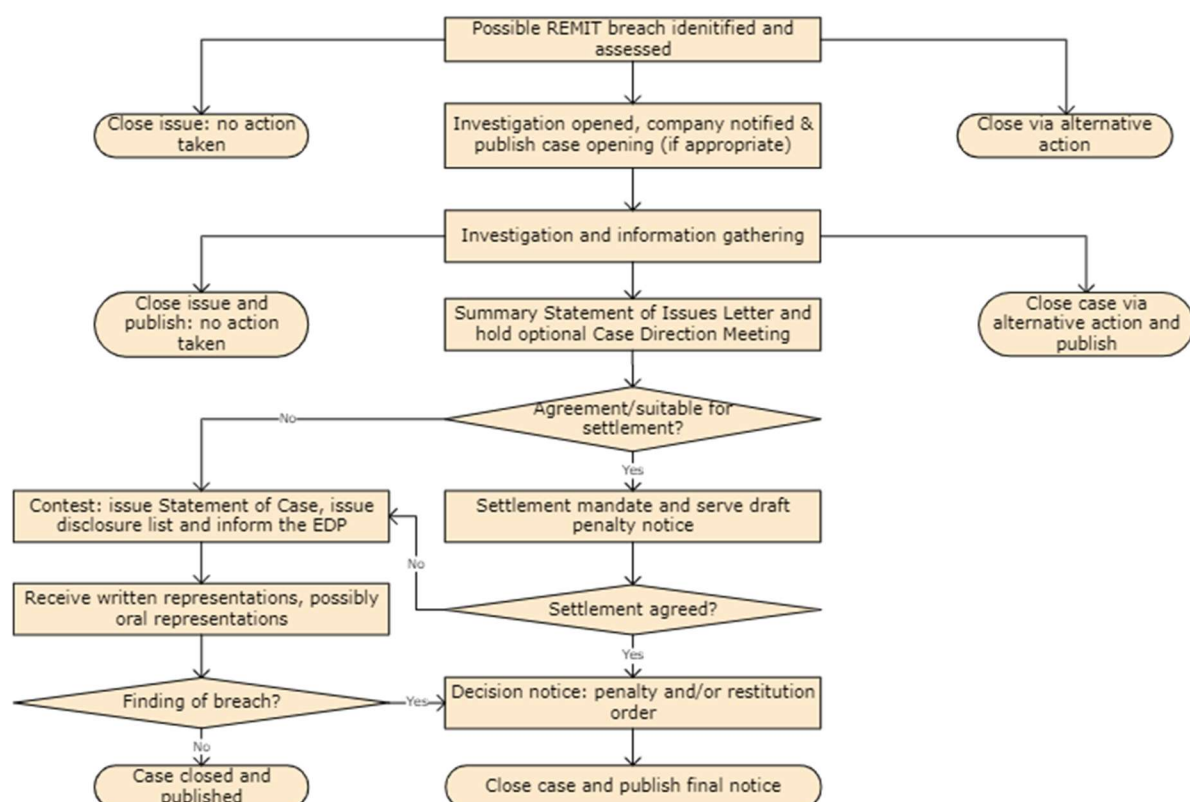 Possible REMIT breach idenitified and
assessed
Close issue: no action
taken
Investigation opened, company notified &
publish case opening (if appropriate)
Close via alternative
action
Investigation and information gathering
Close issue and
publish: no action
taken
Summary Statement of Issues Letter and
hold optional Case Direction Meeting
Close case via
alternative action and
publish
Agreement/suitable for
settlement?
No
Yes
Contest: issue Statement of Case, issue
disclosure list and inform the EDP
Settlement mandate and serve draft
penalty notice
No
Receive written representations, possibly
oral representations
Settlement agreed?
Yes
Finding of breach?
Yes
Decision notice: penalty and/or restitution
order
No
Case closed and
published
Close case and publish final notice